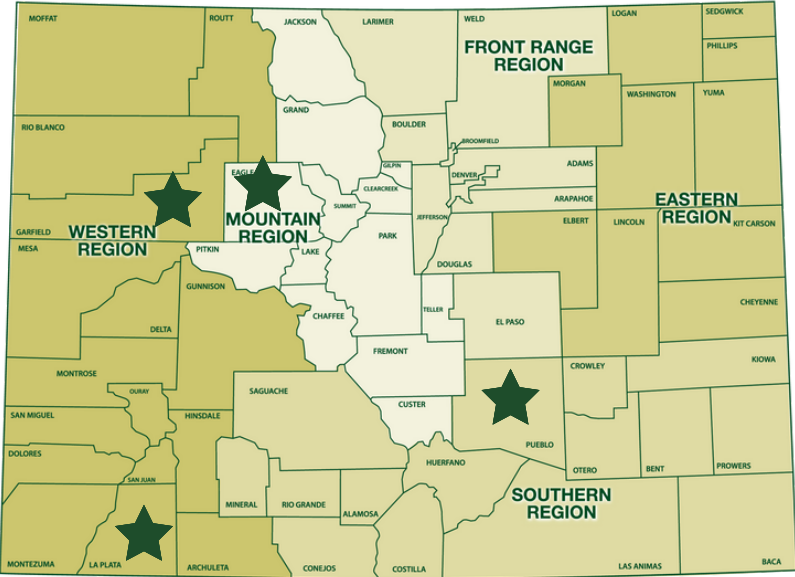 MOFFAT
ROUTT
JACKSON
LARIMER
WELD
LOGAN
SEDGWICK
PHILLIPS
FRONT RANGE
REGION
MORGAN
WASHINGTON
YUMA
GRAND
RIO BLANCO
BOULDER
BROOMFIELD
GILPIN
ADAMS
EAGLE
CLEARCREEK
DENVER
SUMMIT
ARAPAHOE
EASTERN
REGION
JEFFERSON
ELBERT
LINCOLN
KIT CARSON
MOUNTAIN
REGION
GARFIELD
WESTERN
REGION
PARK
MESA
PITKIN
LAKE
DOUGLAS
GUNNISON
CHEYENNE
TELLER
CHAFFEE
EL PASO
DELTA
FREMONT
KIOWA
CROWLEY
MONTROSE
OURAY
SAGUACHE
CUSTER
SAN MIGUEL
HINSDALE
PUEBLO
DOLORES
HUERFANO
OTERO
BENT
PROWERS
SAN JUAN
SOUTHERN
REGION
MINERAL
RIO GRANDE
ALAMOSA
MONTEZUMA
LA PLATA
ARCHULETA
CONEJOS
COSTILLA
LAS ANIMAS
BACA